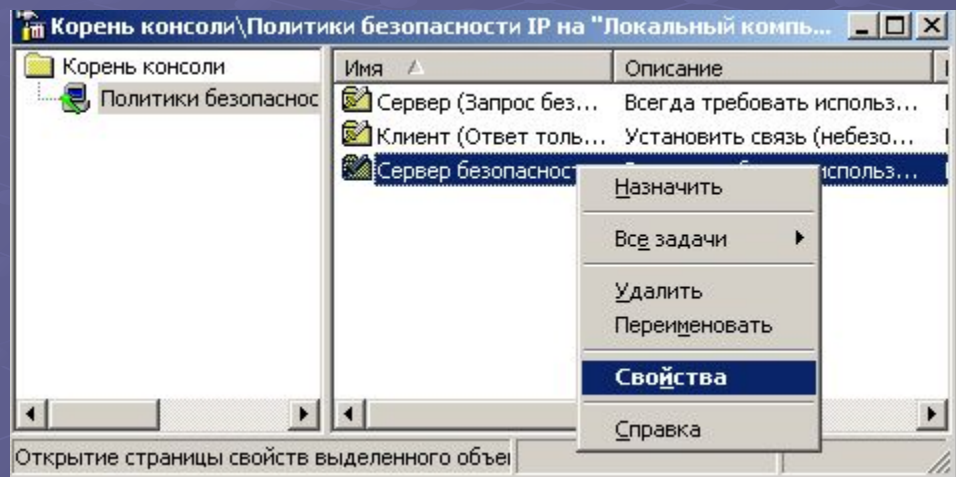 Корень консоли\Политики безопасности IP на "Локальный компь...
Корень консоли
Политики безопаснос
Имя Описание
Сервер (Запрос без... Всегда требовать использ...
Клиент (Ответ толь... Установить связь (небезо...
Сервер безопасност использ...
Назначить
Все задачи
Удалить
Переименовать
Свойства
Справка
Открытие страницы свойств выделенного объе